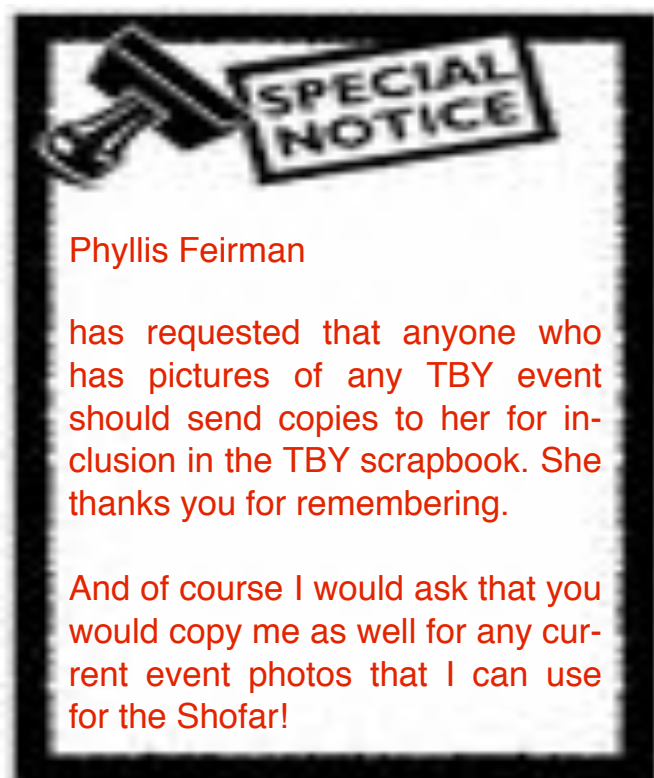 SPECIAL
NOTICE
Phyllis Feirman
has requested that anyone who
has pictures of any TBY event
should send copies to her for in-
clusion in the TBY scrapbook. She
thanks you for remembering.
And of course I would ask that you
would copy me as well for any cur-
rent event photos that I can use
for the Shofar!